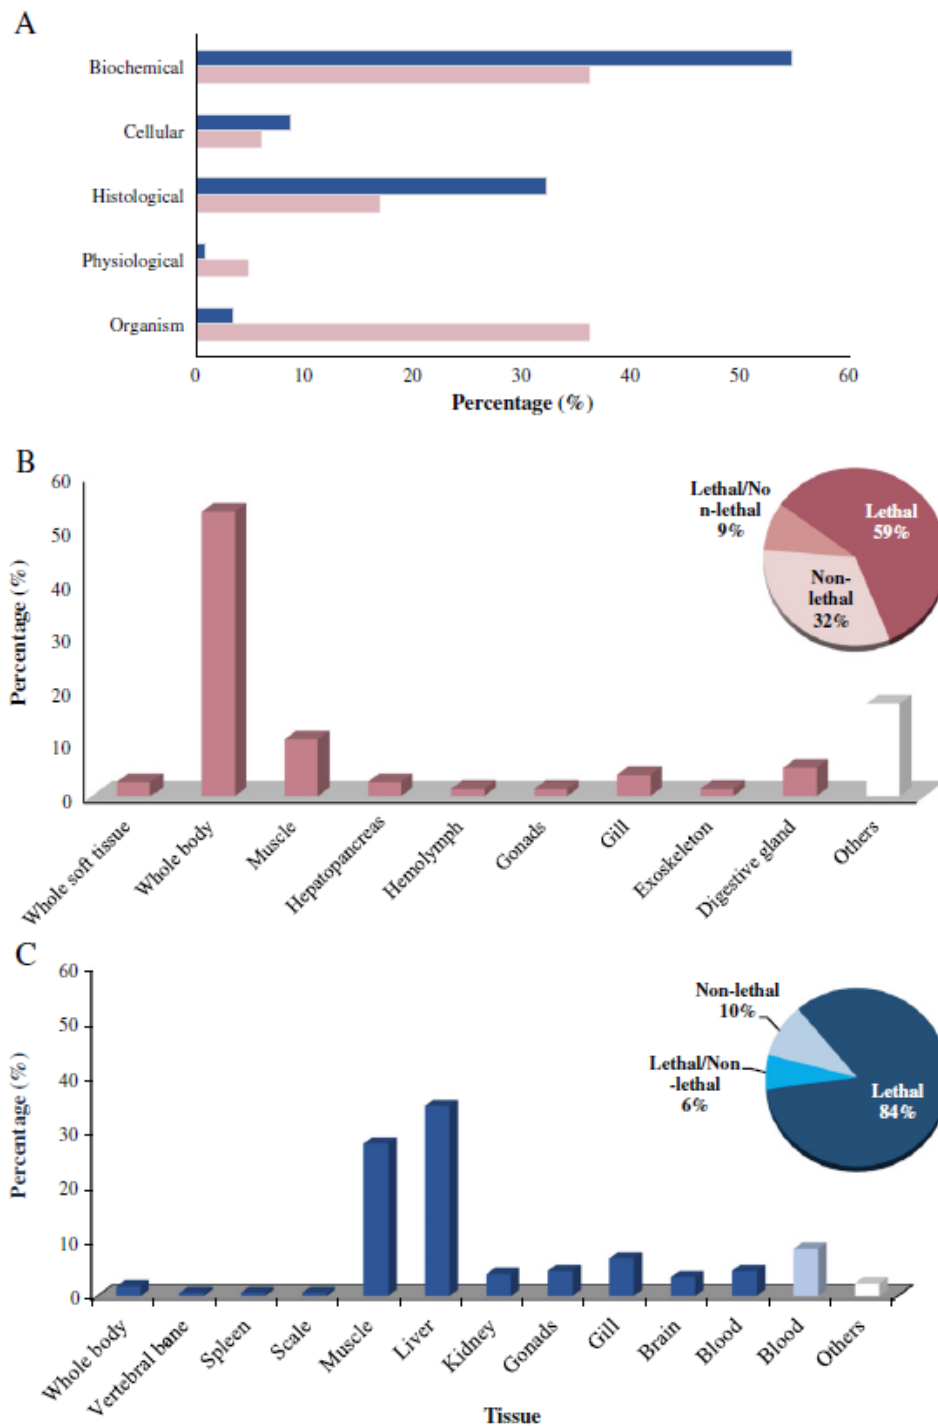 A
Biochemical
Cellular
Histological
Physiological
Organism
0 10 20 30 40 50 60
Percentage (%)
B
60
50
40
30
20
10
0
Percentage (%)
Lethal/No
n-lethal
9%
Lethal
59%
Non-
lethal
32%
Whole soft tissue
Whole body
Muscle
Hepatopancreas
Hemolymph
Gonads
Gill
Exoskeleton
Digestive gland
Others
C
60
50
40
30
20
10
0
Percentage (%)
Non-lethal
10%
Lethal/Non
-lethal
6%
Lethal
84%
Whole body
Vertebral bone
Spleen
Scale
Muscle
Liver
Kidney
Gonads
Gill
Brain
Blood
Blood
Others
Tissue